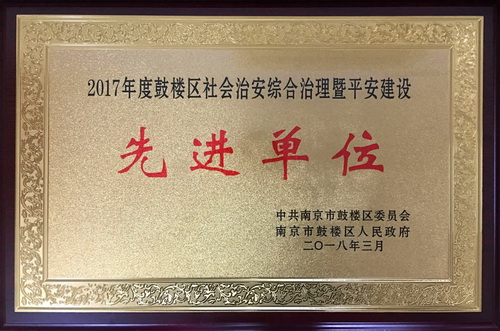 2017年度鼓楼区社会治安综合治理暨平安建设
先进单位
中共南京市鼓楼区委员会
南京市鼓楼区人民政府
二〇一八年三月